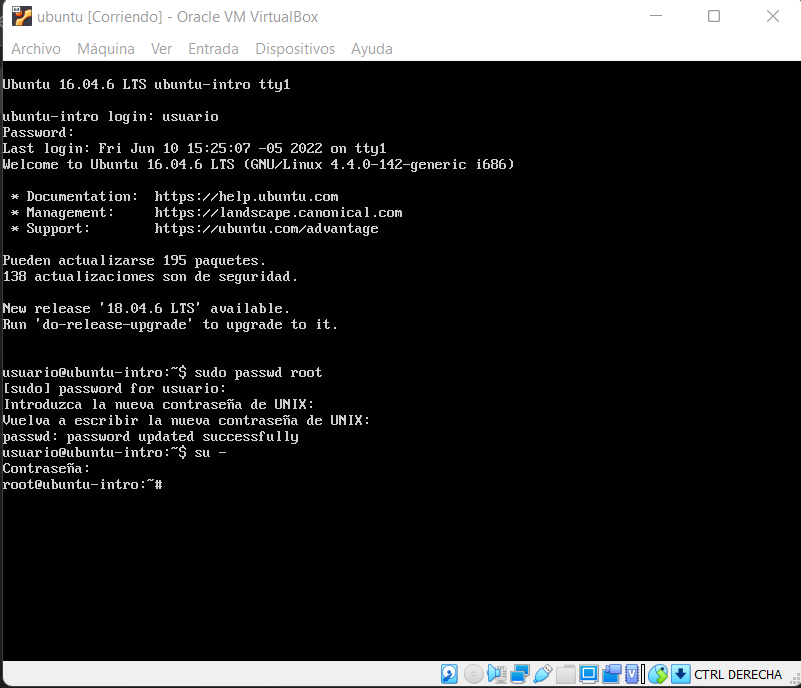 ubuntu [Corriendo] - Oracle VM VirtualBox
Archivo Máquina Ver Entrada Dispositivos Ayuda
Ubuntu 16.04.6 LTS ubuntu-intro tty1
ubuntu-intro login: usuario
Password:
Last login: Fri Jun 10 15:25:07 -05 2022 on tty1
Welcome to Ubuntu 16.04.6 LTS (GNU/Linux 4.4.0-142-generic i686)
* Documentation: https://help.ubuntu.com
* Management: https://landscape.canonical.com
* Support: https://ubuntu.com/advantage
Pueden actualizarse 195 paquetes.
138 actualizaciones son de seguridad.
New release '18.04.6 LTS' available.
Run 'do-release-upgrade' to upgrade to it.
usuario@ubuntu-intro:~$ sudo passwd root
[sudo] password for usuario:
Introduzca la nueva contraseña de UNIX:
Vuelva a escribir la nueva contraseña de UNIX:
passwd: password updated successfully
usuario@ubuntu-intro:~$ su -
Contraseña:
root@ubuntu-intro:~#
CTRL DERECHA